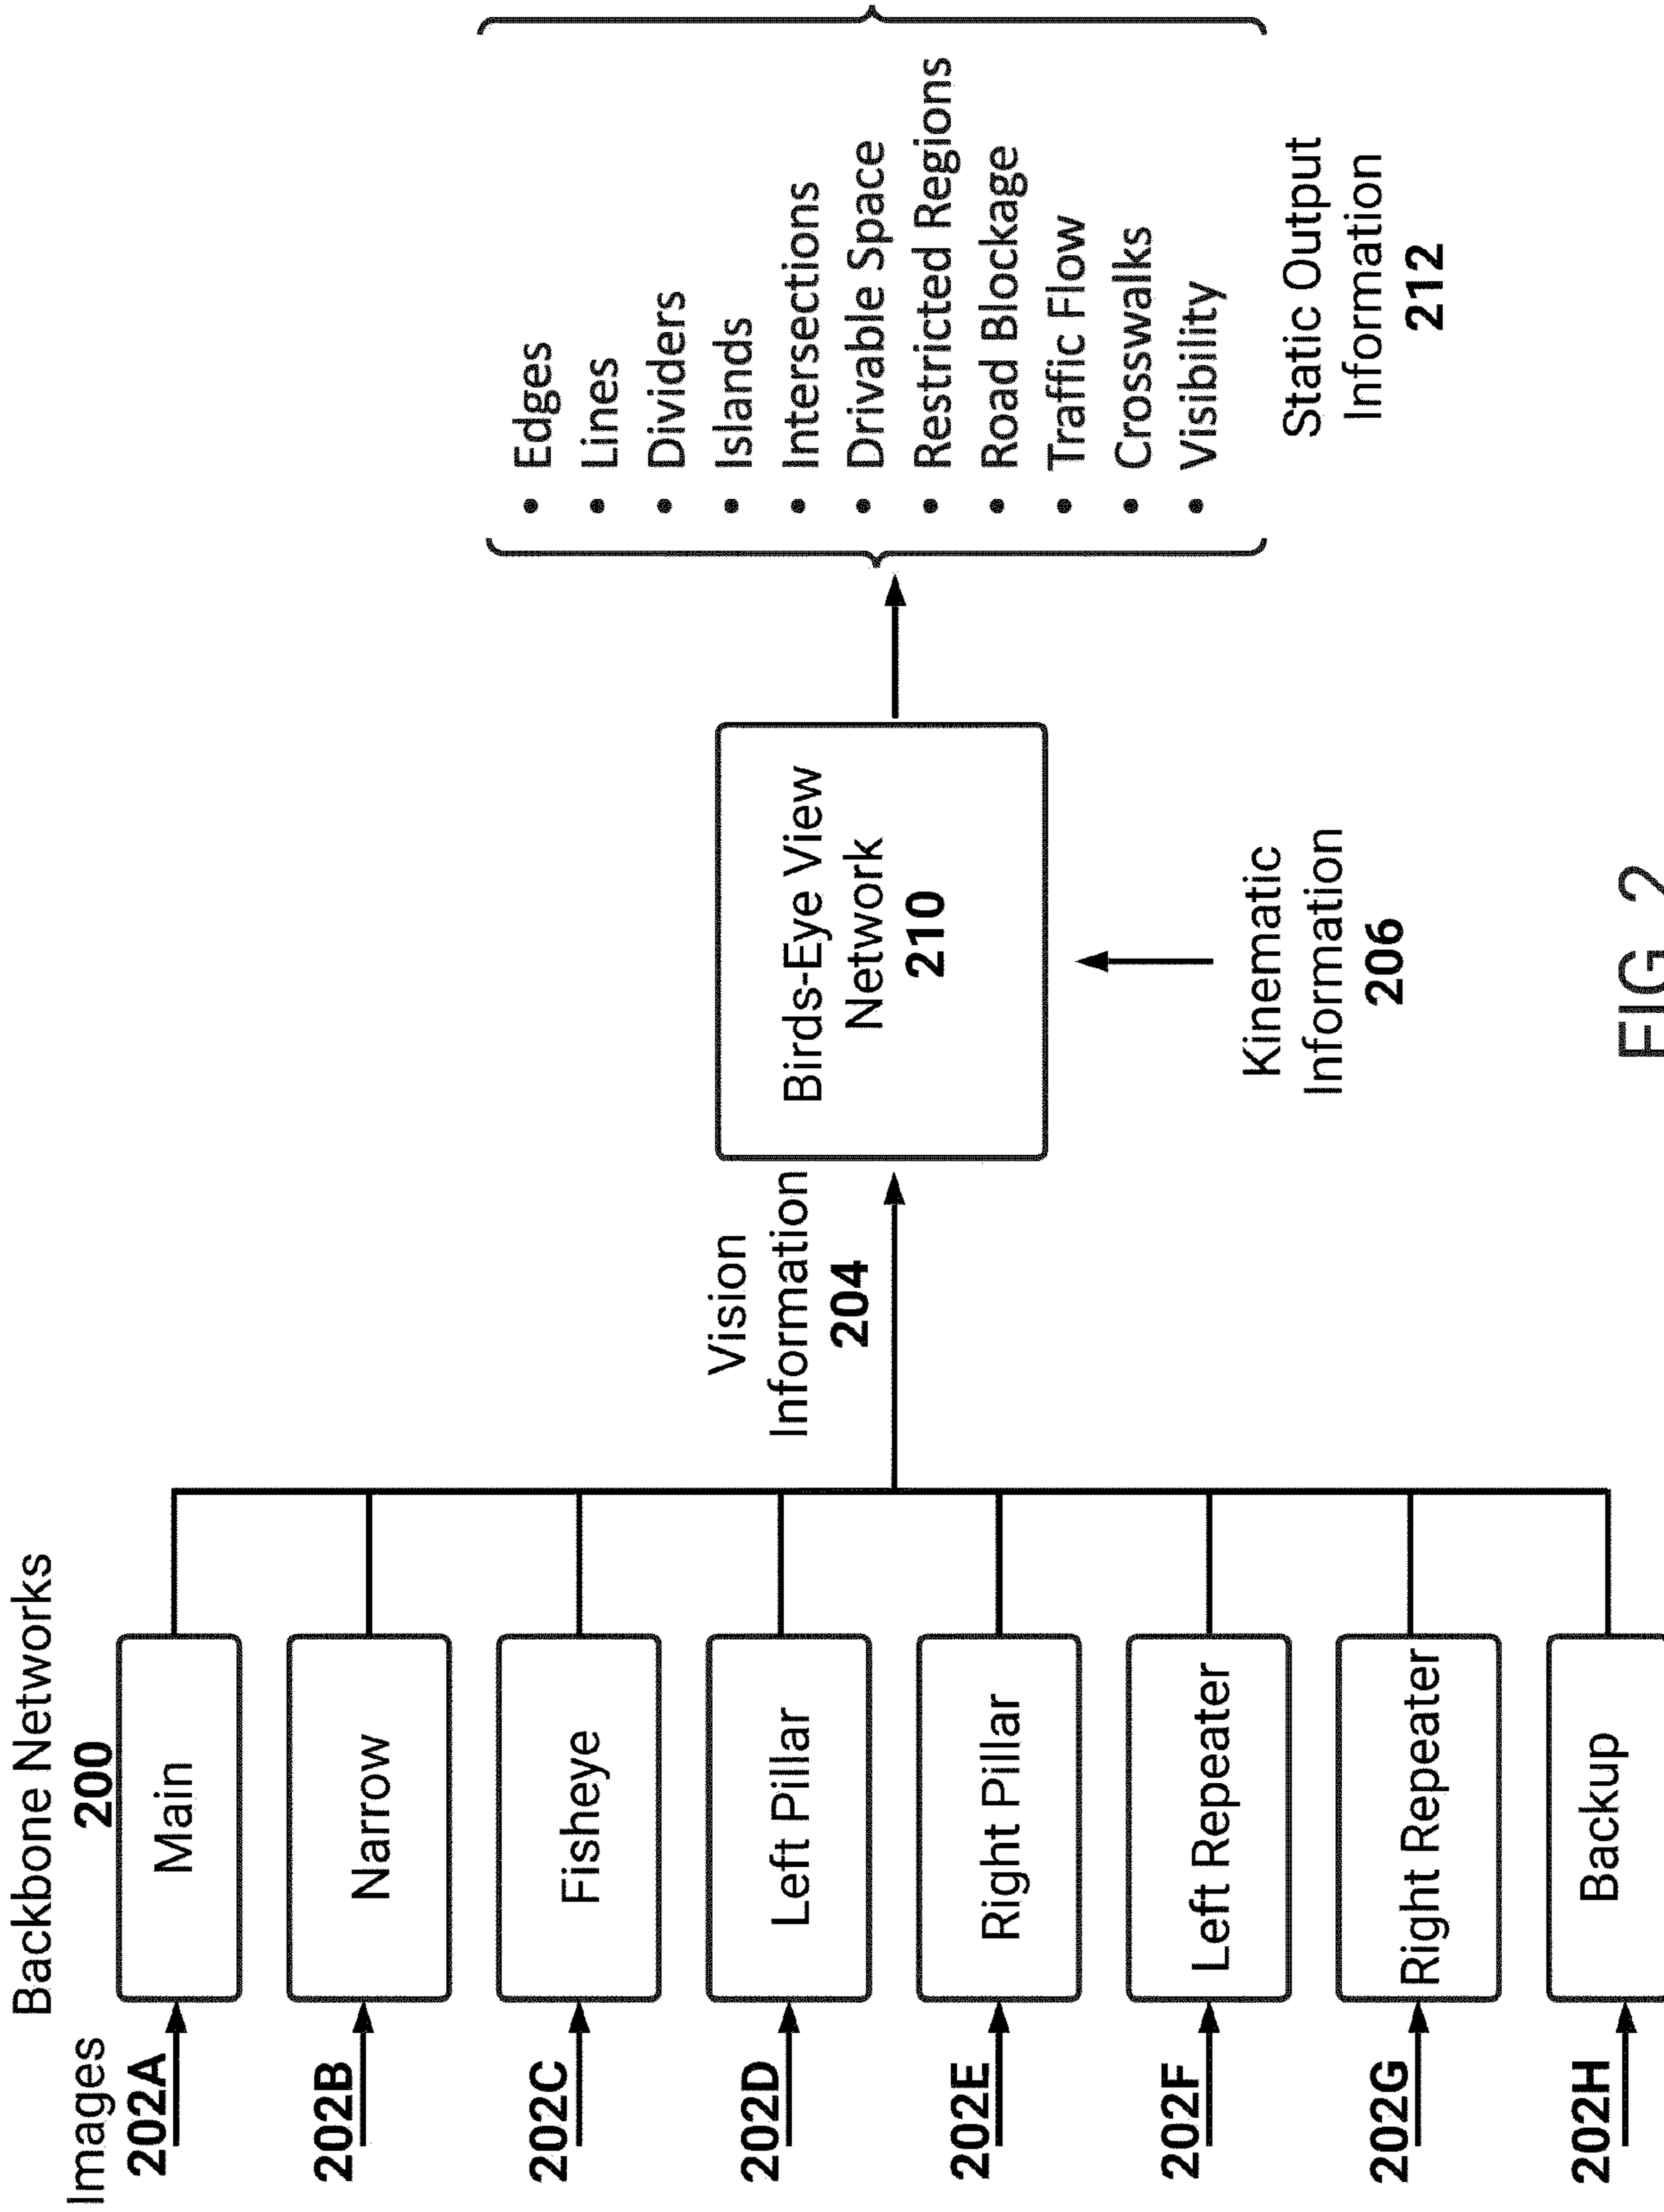 Backbone Networks
200
Images
202A
Main
202B
Narrow
202C
Fisheye
202D
Left Pillar
202E
Right Pillar
202F
Left Repeater
202G
Right Repeater
202H
Backup
Vision
Information
204
Birds-Eye View
Network
210
Kinematic
Information
206
• Edges
• Lines
• Dividers
• Islands
• Intersections
• Drivable Space
• Restricted Regions
• Road Blockage
• Traffic Flow
• Crosswalks
• Visibility
Static Output
Information
212
FIG. 2